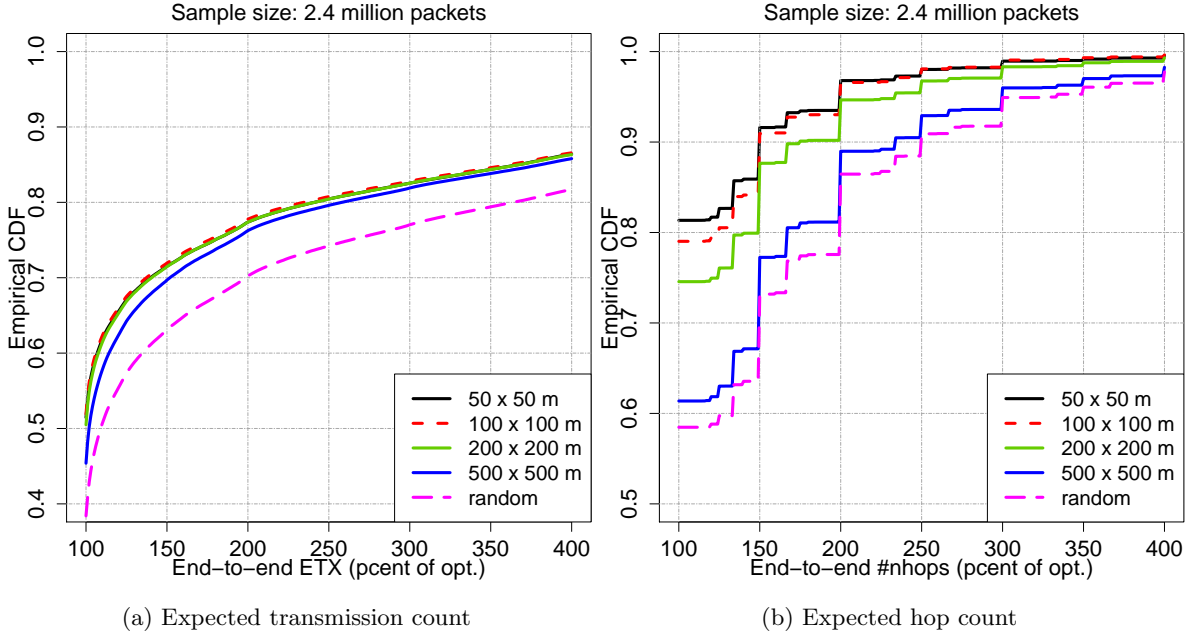 Sample size: 2.4 million packets
Empirical CDF
1.0
0.9
0.8
0.7
0.6
0.5
0.4
50 x 50 m
100 x 100 m
200 x 200 m
500 x 500 m
random
100 150 200 250 300 350 400
End−to−end ETX (pcent of opt.)
(a) Expected transmission count
Sample size: 2.4 million packets
Empirical CDF
1.0
0.9
0.8
0.7
0.6
0.5
50 x 50 m
100 x 100 m
200 x 200 m
500 x 500 m
random
100 150 200 250 300 350 400
End−to−end #nhops (pcent of opt.)
(b) Expected hop count